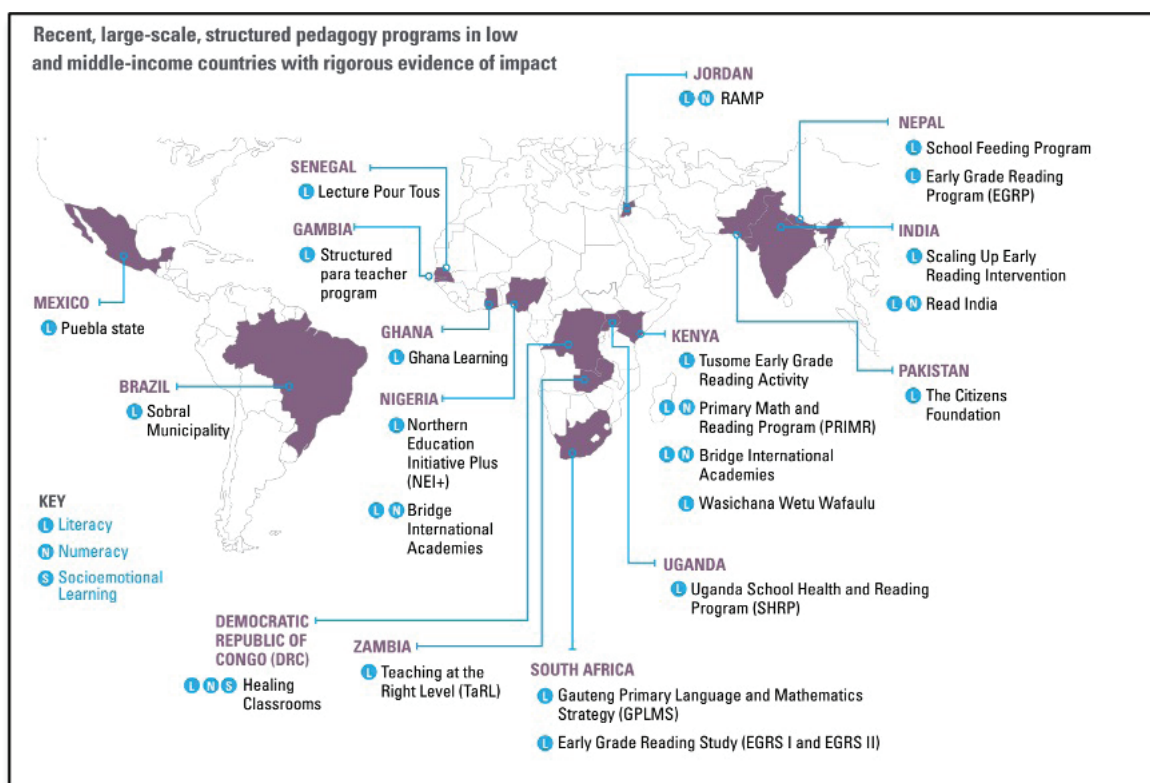 Recent, large-scale, structured pedagogy programs in low
and middle-income countries with rigorous evidence of impact
JORDAN
L N RAMP
NEPAL
L School Feeding Program
L Early Grade Reading
Program (EGRP)
SENEGAL
L Lecture Pour Tous
GAMBIA
L Structured
para teacher
program
INDIA
L Scaling Up Early
Reading Intervention
L N Read India
MEXICO
L Puebla state
GHANA
L Ghana Learning
KENYA
L Tusome Early Grade
Reading Activity
L N Primary Math and
Reading Program (PRIMR)
L N Bridge International
Academies
L Wasichana Wetu Wafaulu
PAKISTAN
L The Citizens
Foundation
BRAZIL
L Sobral
Municipality
NIGERIA
L Northern
Education
Initiative Plus
(NEI+)
L N Bridge
International
Academies
KEY
L Literacy
N Numeracy
S Socioemotional
Learning
UGANDA
L Uganda School Health and Reading
Program (SHRP)
DEMOCRATIC
REPUBLIC OF
CONGO (DRC)
L N S Healing
Classrooms
ZAMBIA
L Teaching at the
Right Level (TaRL)
SOUTH AFRICA
L Gauteng Primary Language and Mathematics
Strategy (GPLMS)
L Early Grade Reading Study (EGRS I and EGRS II)